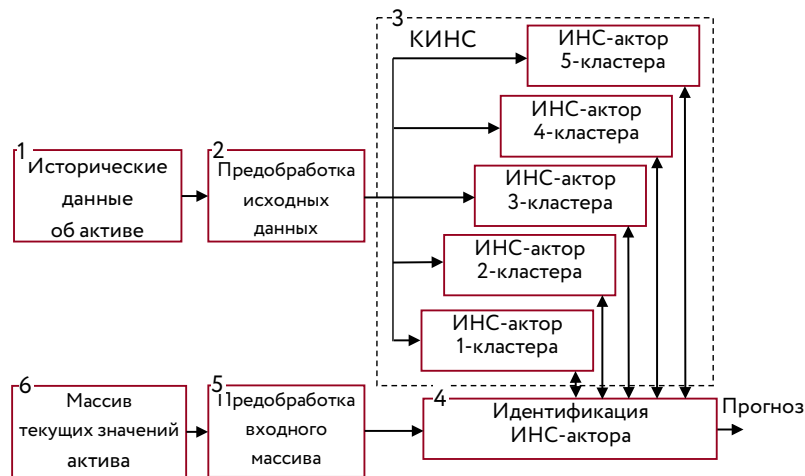 3
КИНС
ИНС-актор
5-кластера
ИНС-актор
4-кластера
1
Исторические
данные
об активе
2
Предобработка
исходных
данных
ИНС-актор
3-кластера
ИНС-актор
2-кластера
ИНС-актор
1-кластера
6
Массив
текущих значений
актива
5
Предобработка
входного
массива
4
Идентификация
ИНС-актора
Прогноз